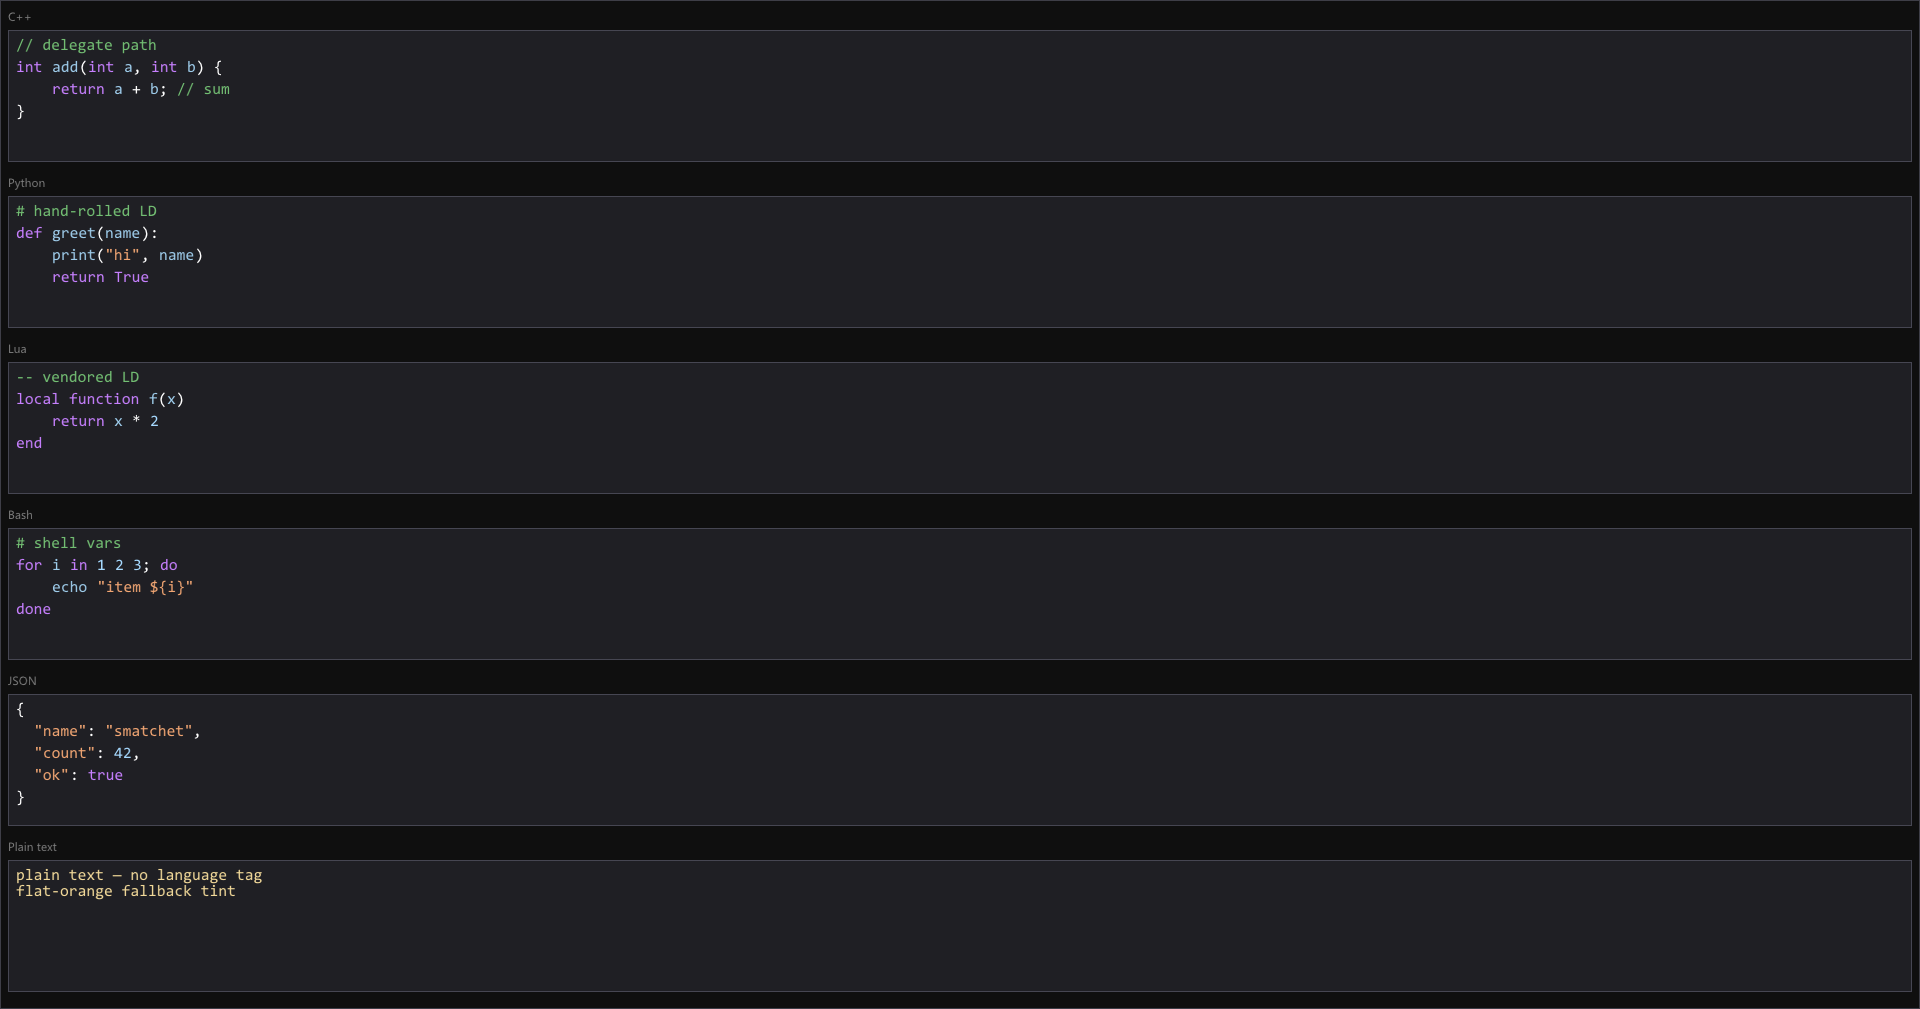 C++
// delegate path
int add(int a, int b) {
    return a + b; // sum
}
Python
# hand-rolled LD
def greet(name):
    print("hi", name)
    return True
Lua
-- vendored LD
local function f(x)
    return x * 2
end
Bash
# shell vars
for i in 1 2 3; do
    echo "item ${i}"
done
JSON
{
  "name": "smatchet",
  "count": 42,
  "ok": true
}
Plain text
plain text — no language tag
flat-orange fallback tint